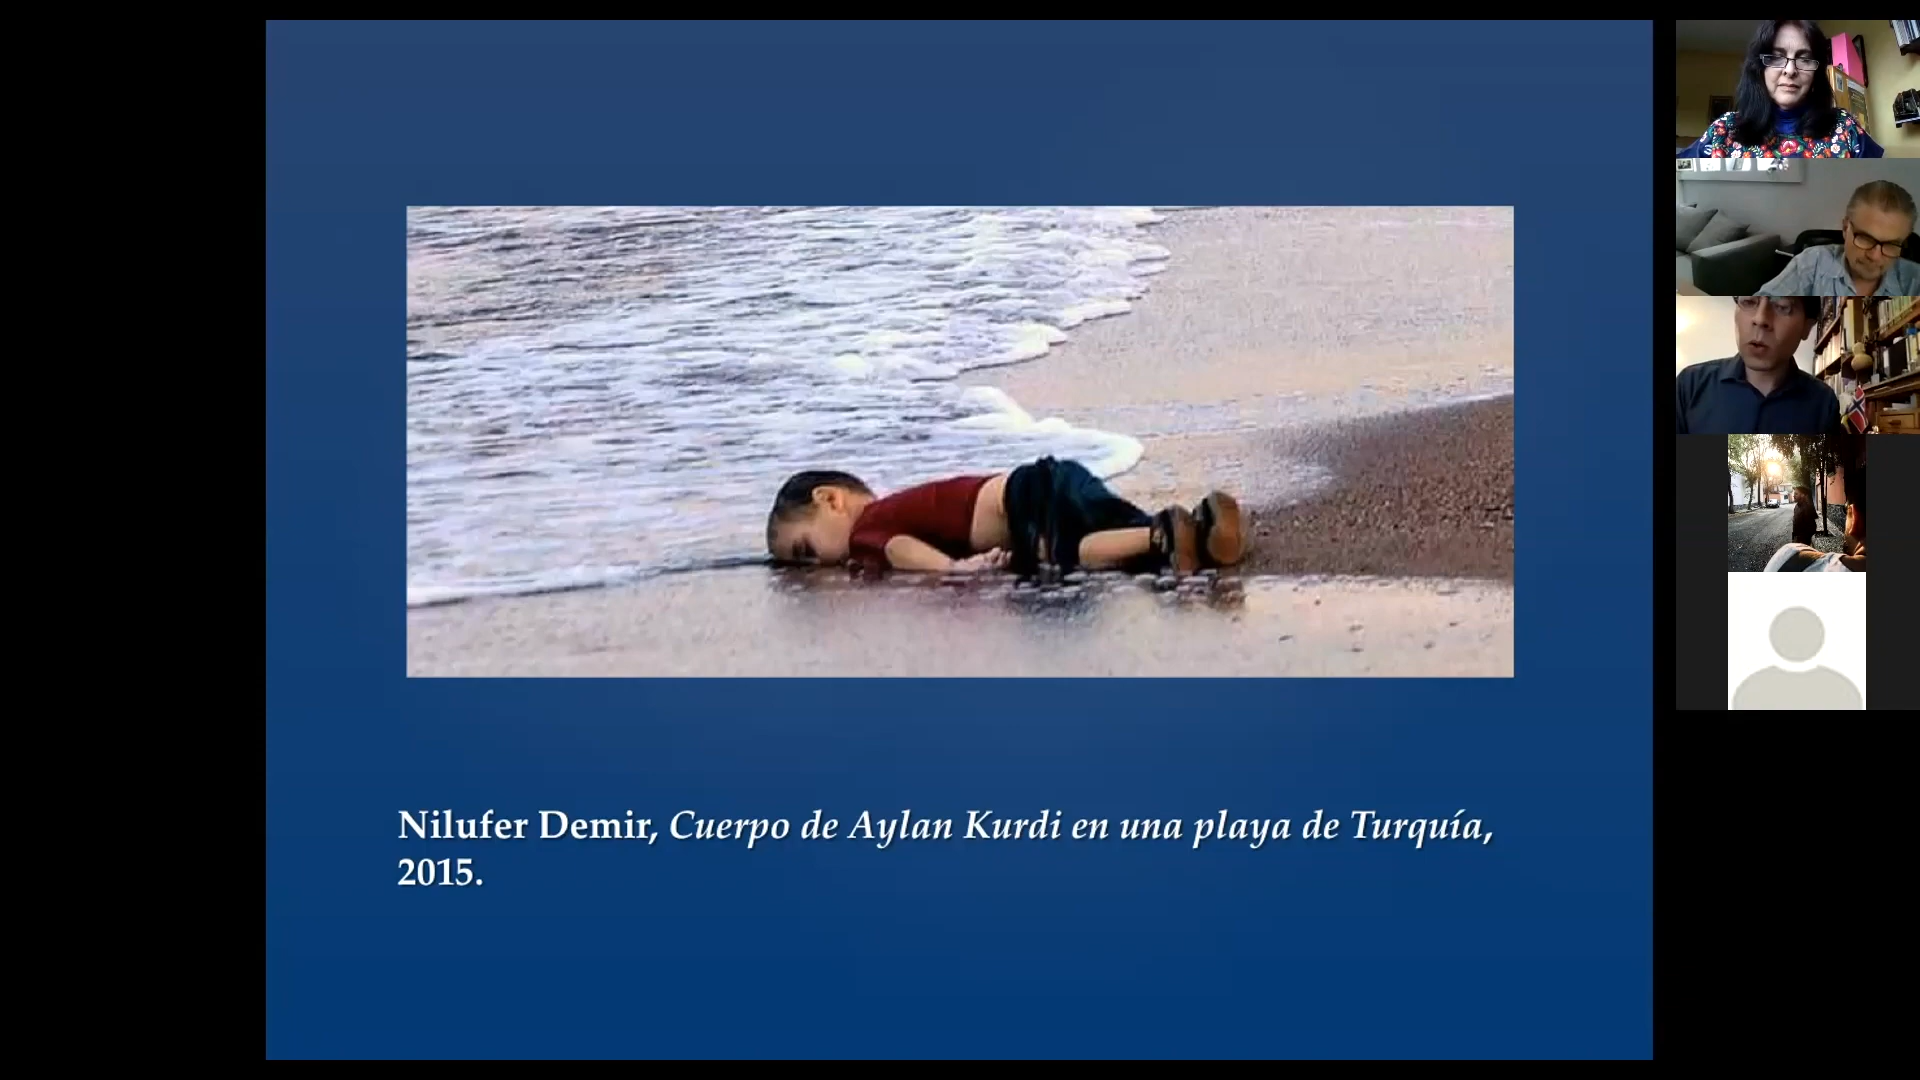 Nilufer Demir, Cuerpo de Aylan Kurdi en una playa de Turquía,
2015.